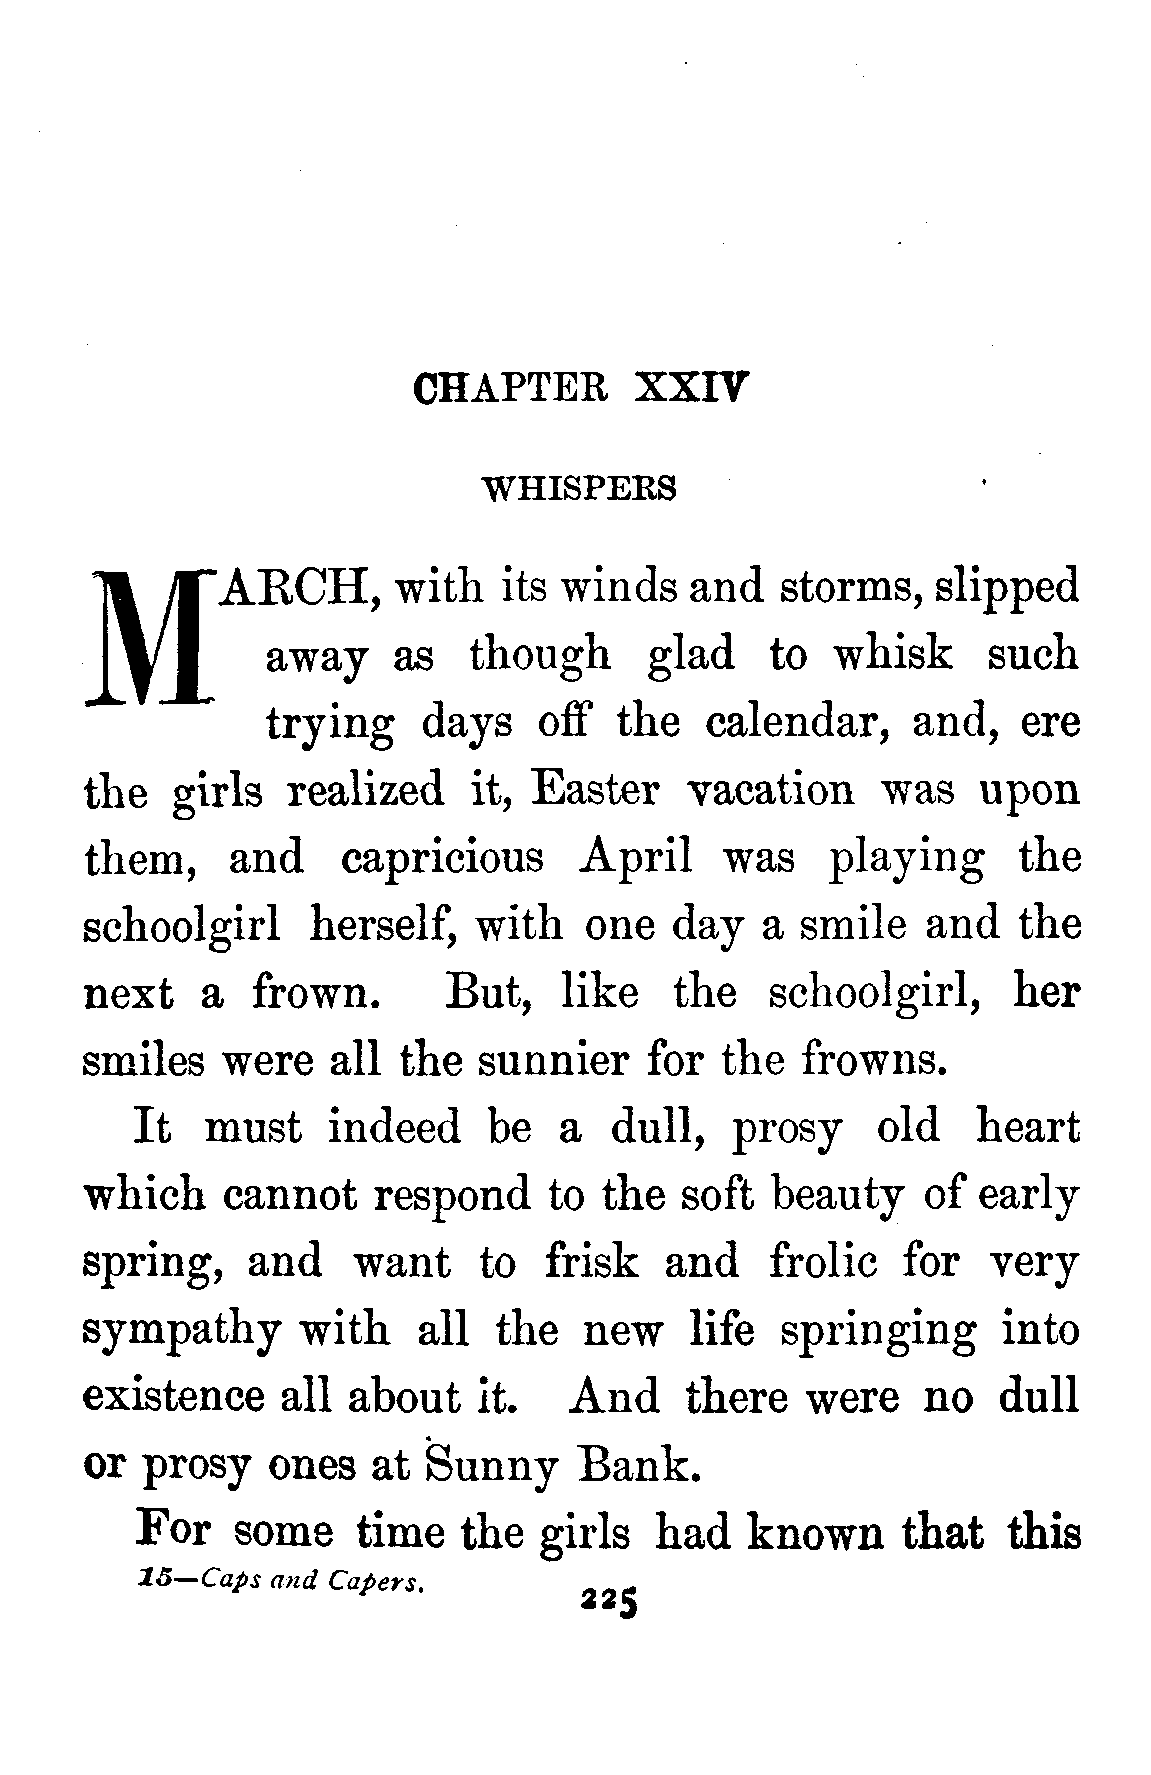 CHAPTER XXIV
WHISPERS
MARCH, with its winds and storms, slipped
away as though glad to whisk such
trying days off the calendar, and, ere
the girls realized it, Easter vacation was upon
them, and capricious April was playing the
schoolgirl herself, with one day a smile and the
next a frown. But, like the schoolgirl, her
smiles were all the sunnier for the frowns.
It must indeed be a dull, prosy old heart
which cannot respond to the soft beauty of early
spring, and want to frisk and frolic for very
sympathy with all the new life springing into
existence all about it. And there were no dull
or prosy ones at Sunny Bank.
For some time the girls had known that this
15—Caps and Capers.
225